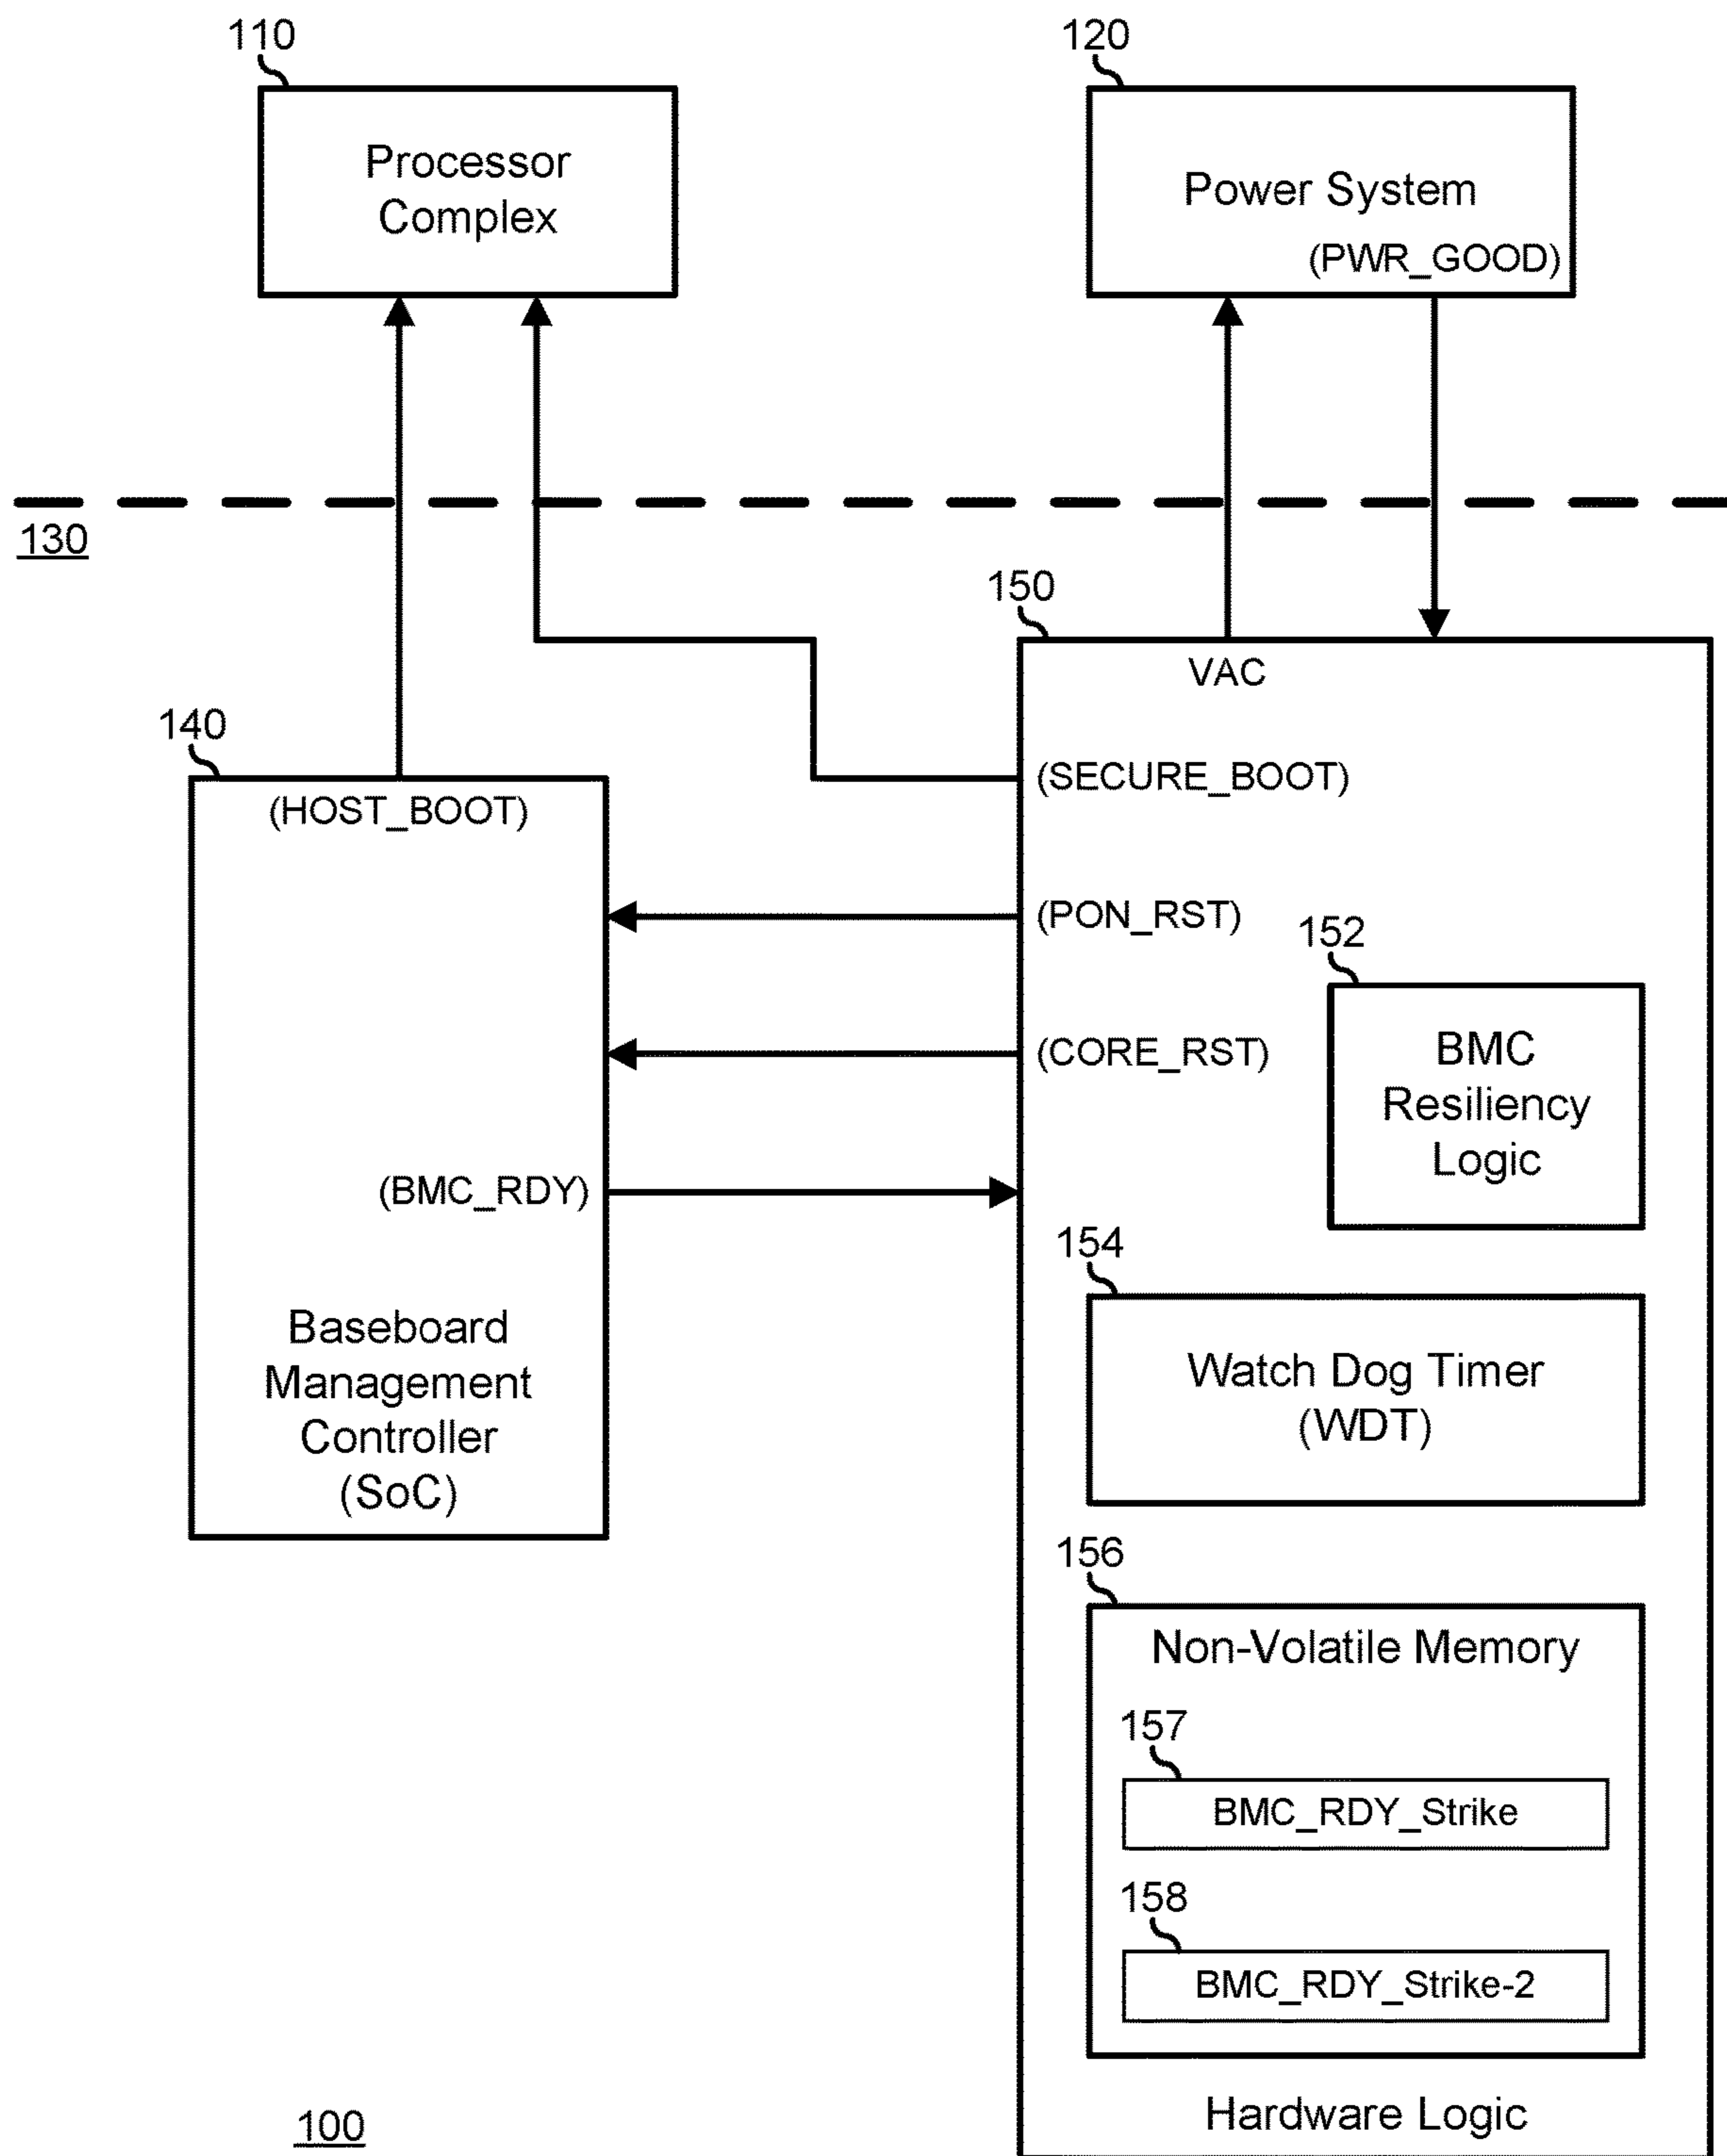 110
120
Processor
Complex
Power System
(PWR_GOOD)
130
150
VAC
140
(SECURE_BOOT)
(HOST_BOOT)
(PON_RST)
152
(CORE_RST)
BMC
Resiliency
Logic
(BMC_RDY)
154
Baseboard
Management
Controller
(SoC)
Watch Dog Timer
(WDT)
156
Non-Volatile Memory
157
BMC_RDY_Strike
158
BMC_RDY_Strike-2
Hardware Logic
100